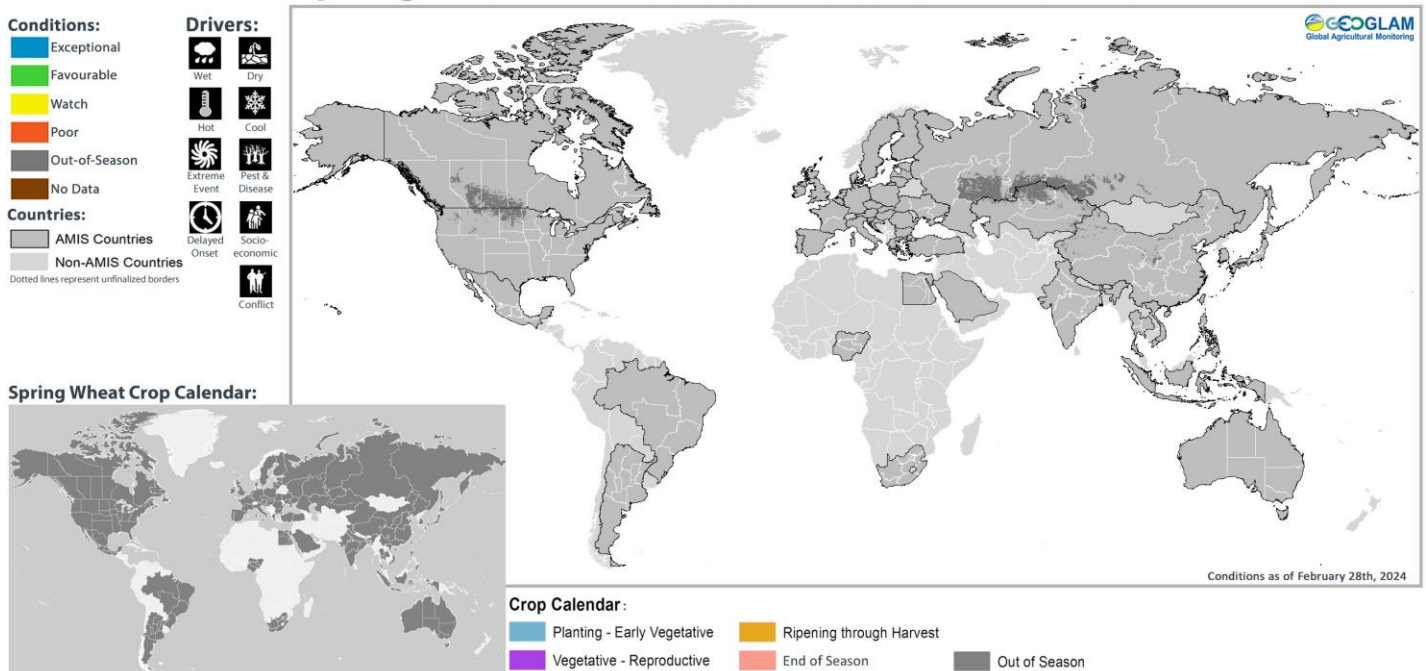 Conditions:
Exceptional
Favourable
Watch
Poor
Out-of-Season
No Data
Countries:
AMIS Countries
Non-AMIS Countries
Dotted lines represent unfinalized borders
Drivers:
Wet
Dry
Hot
Cool
Extreme
Event
Pest &
Disease
Delayed
Onset
Socio-
economic
Conflict
GEOGLAM
Global Agricultural Monitoring
Conditions as of February 28th, 2024
Spring Wheat Crop Calendar:
Crop Calendar :
Planting - Early Vegetative
Ripening through Harvest
Vegetative - Reproductive
End of Season
Out of Season